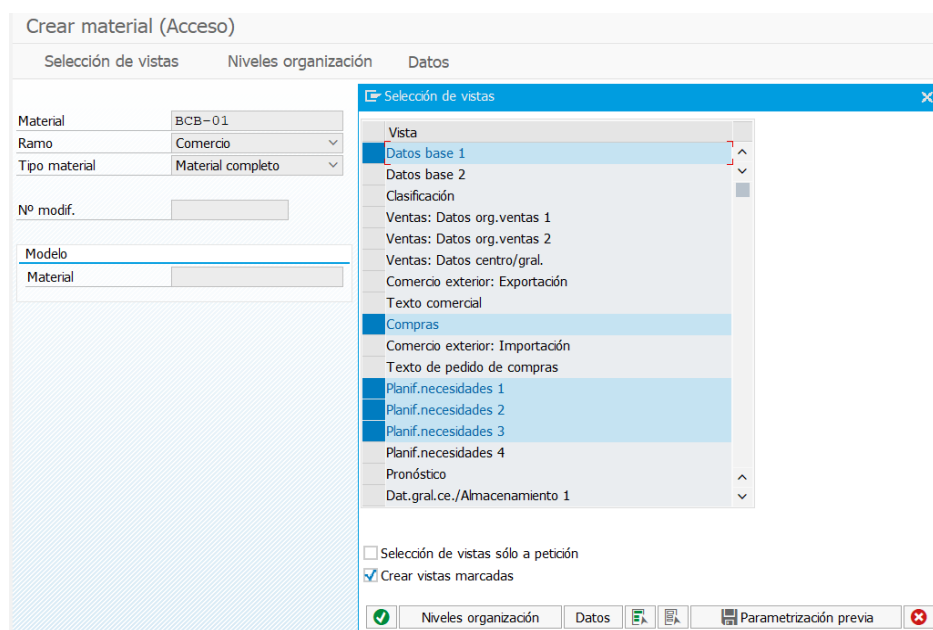 Crear material (Acceso)
Selección de vistas Niveles organización Datos
Selección de vistas
Material BCB-01
Ramo Comercio
Tipo material Material completo
Nº modif.
Modelo
Material
Vista
Datos base 1
Datos base 2
Clasificación
Ventas: Datos org.ventas 1
Ventas: Datos org.ventas 2
Ventas: Datos centro/gral.
Comercio exterior: Exportación
Texto comercial
Compras
Comercio exterior: Importación
Texto de pedido de compras
Planif.necesidades 1
Planif.necesidades 2
Planif.necesidades 3
Planif.necesidades 4
Pronóstico
Dat.gral.ce./Almacenamiento 1
Selección de vistas sólo a petición
Crear vistas marcadas
Niveles organización Datos Parametrización previa